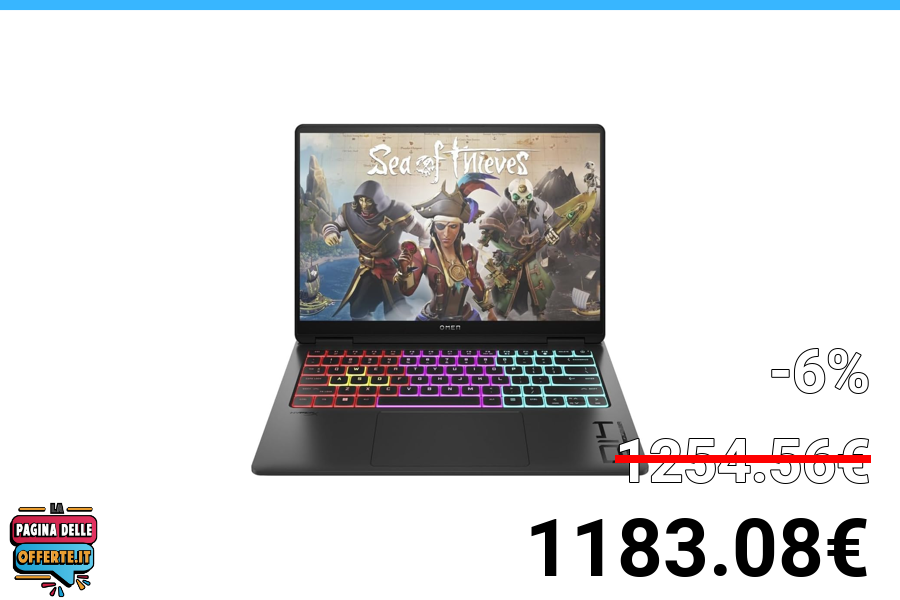 Sea of Thieves
OMEN
-6%
1254.56€
1183.08€
LA
PAGINA DELLE
OFFERTE.IT